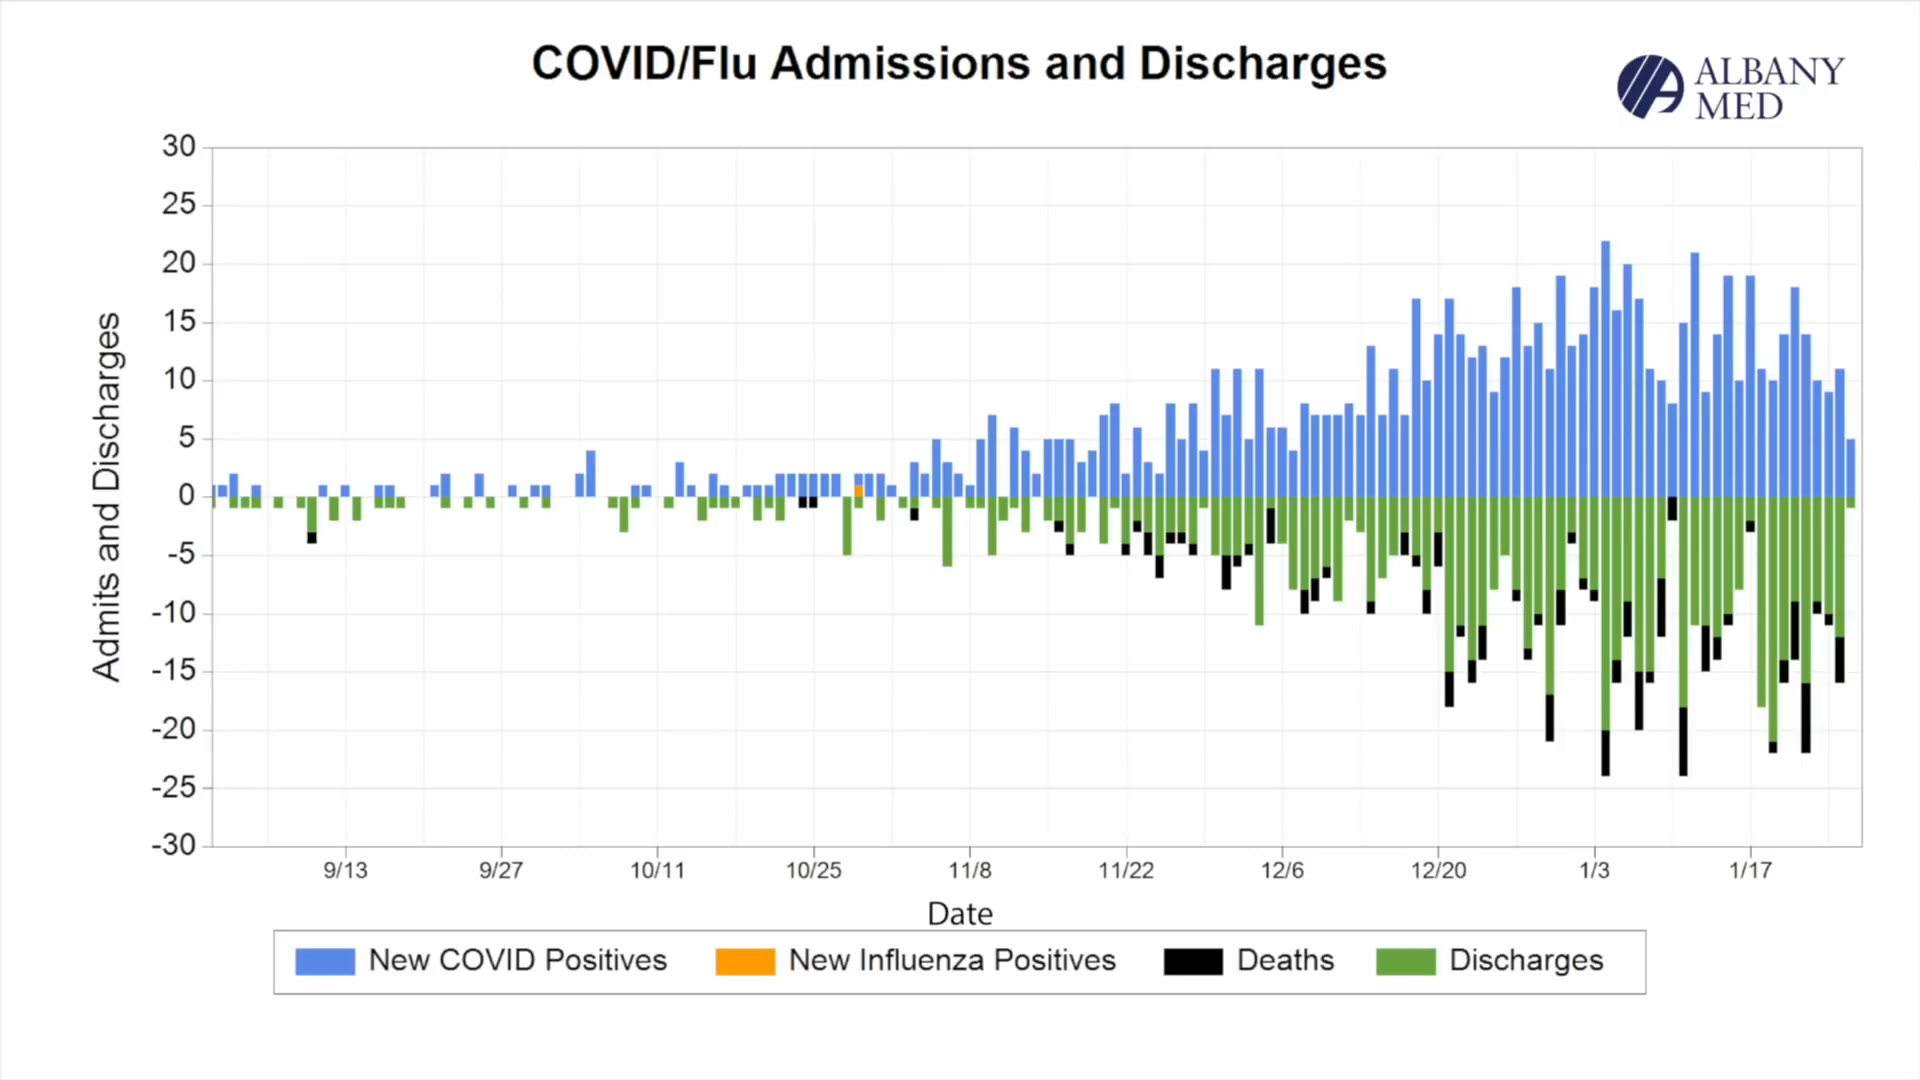 COVID/Flu Admissions and Discharges
ALBANY
MED
30
25
20
15
10
5
0
-5
-10
-15
-20
-25
-30
Admits and Discharges
9/13 9/27 10/11 10/25 11/8 11/22 12/6 12/20 1/3 1/17
Date
New COVID Positives New Influenza Positives Deaths Discharges